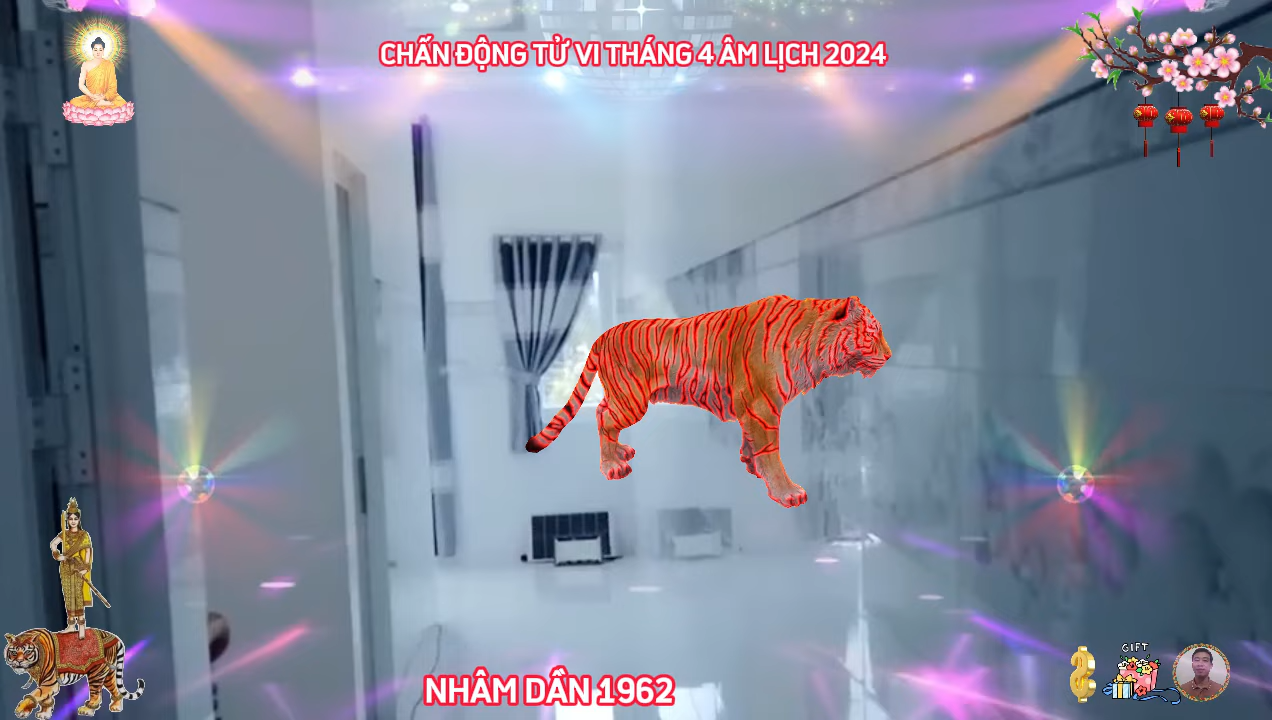 CHẤN ĐỘNG TỬ VI THÁNG 4 ÂM LỊCH 2024
GIFT
NHÂM DẦN 1962